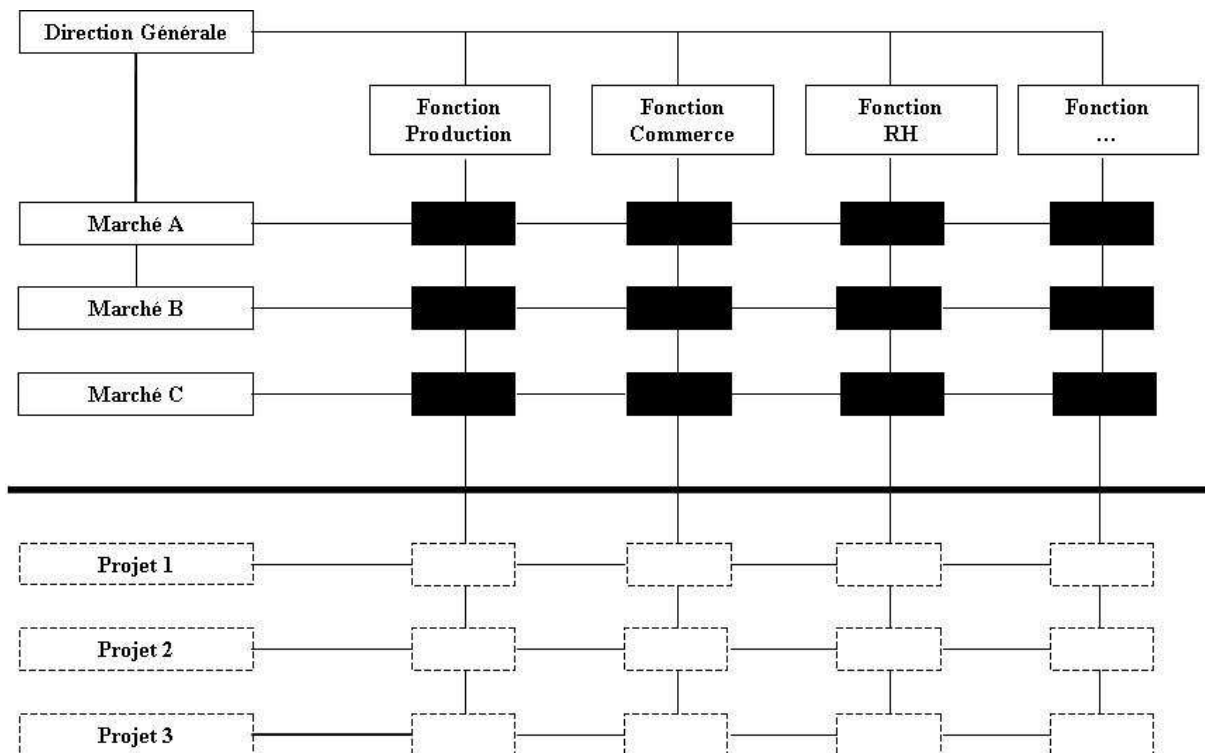 Direction Générale
Fonction
Production
Fonction
Commerce
Fonction
RH
Fonction
...
Marché A
Marché B
Marché C
Projet 1
Projet 2
Projet 3